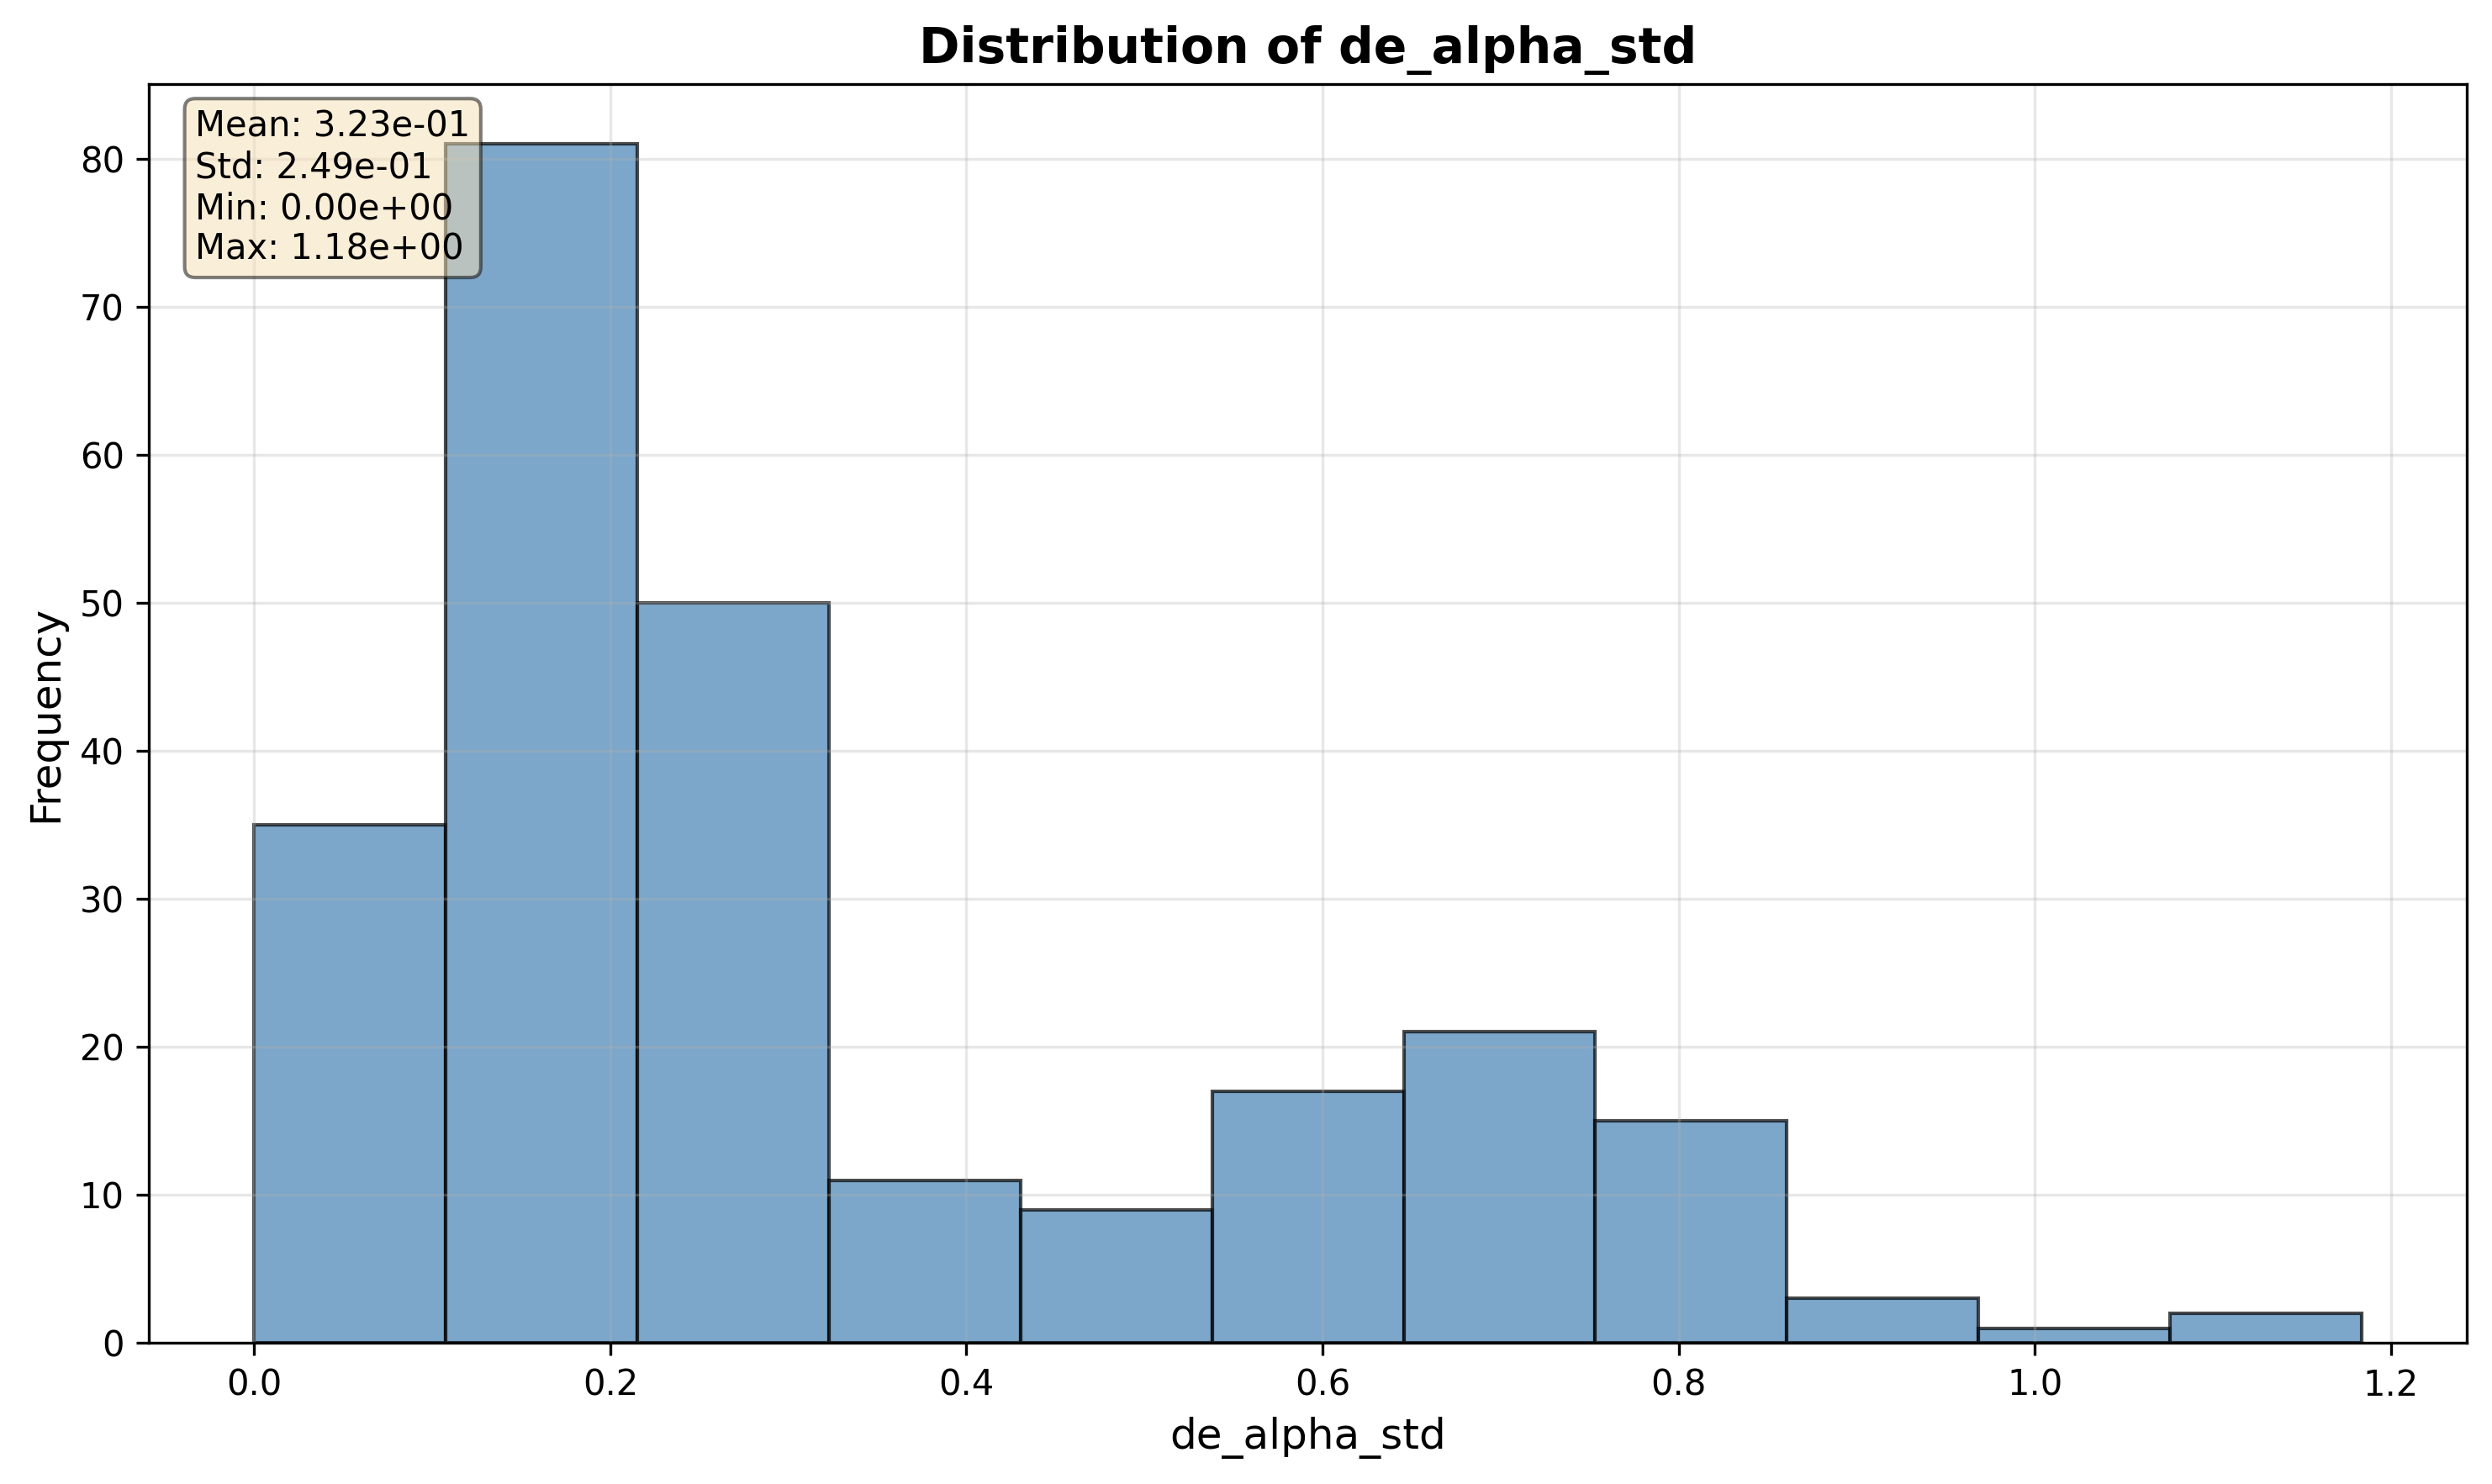 Distribution of de_alpha_std
Mean: 3.23e-01
Std: 2.49e-01
Min: 0.00e+00
Max: 1.18e+00
Frequency
80
70
60
50
40
30
20
10
0
0.0 0.2 0.4 0.6 0.8 1.0 1.2
de_alpha_std